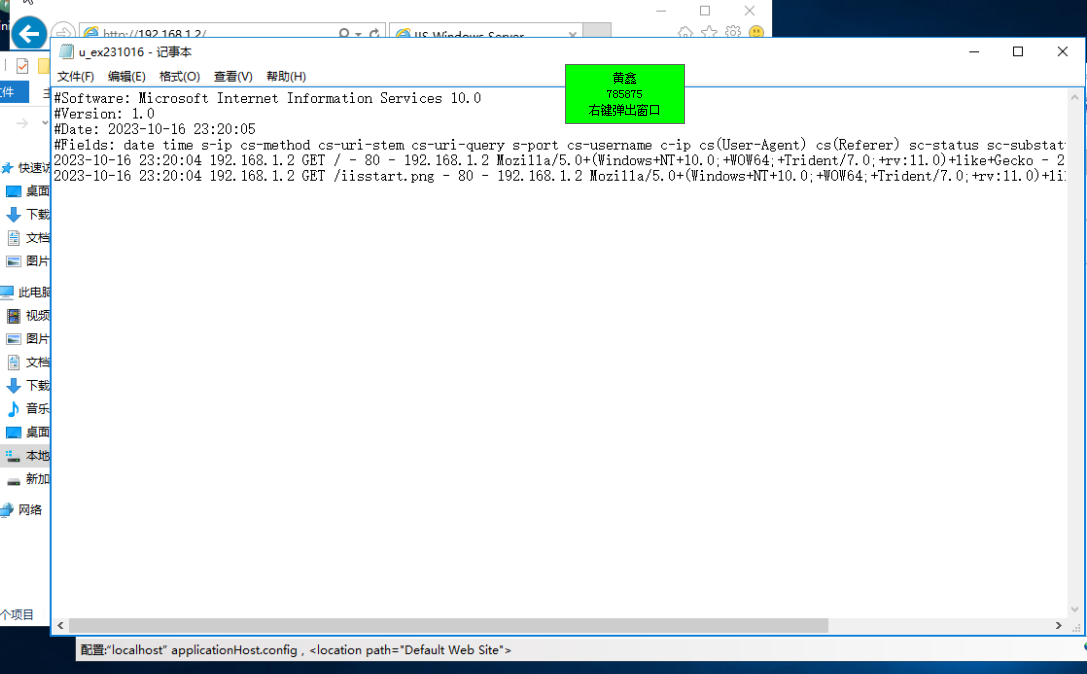 http://192.168.1.2/
IIS Windows Server
u_ex231016 - 记事本
文件(F) 编辑(E) 格式(O) 查看(V) 帮助(H)
黄鑫
785875
右键弹出窗口
#Software: Microsoft Internet Information Services 10.0
#Version: 1.0
#Date: 2023-10-16 23:20:05
#Fields: date time s-ip cs-method cs-uri-stem cs-uri-query s-port cs-username c-ip cs(User-Agent) cs(Referer) sc-status sc-substat
2023-10-16 23:20:04 192.168.1.2 GET / - 80 - 192.168.1.2 Mozilla/5.0+(Windows+NT+10.0;+WOW64;+Trident/7.0;+rv:11.0)+like+Gecko - 2
2023-10-16 23:20:04 192.168.1.2 GET /iisstart.png - 80 - 192.168.1.2 Mozilla/5.0+(Windows+NT+10.0;+WOW64;+Trident/7.0;+rv:11.0)+li
件
快速访
桌面
下载
文档
图片
此电脑
视频
图片
文档
下载
音乐
桌面
本地
新加
网络
个项目
配置:“localhost” applicationHost.config , <location path="Default Web Site">